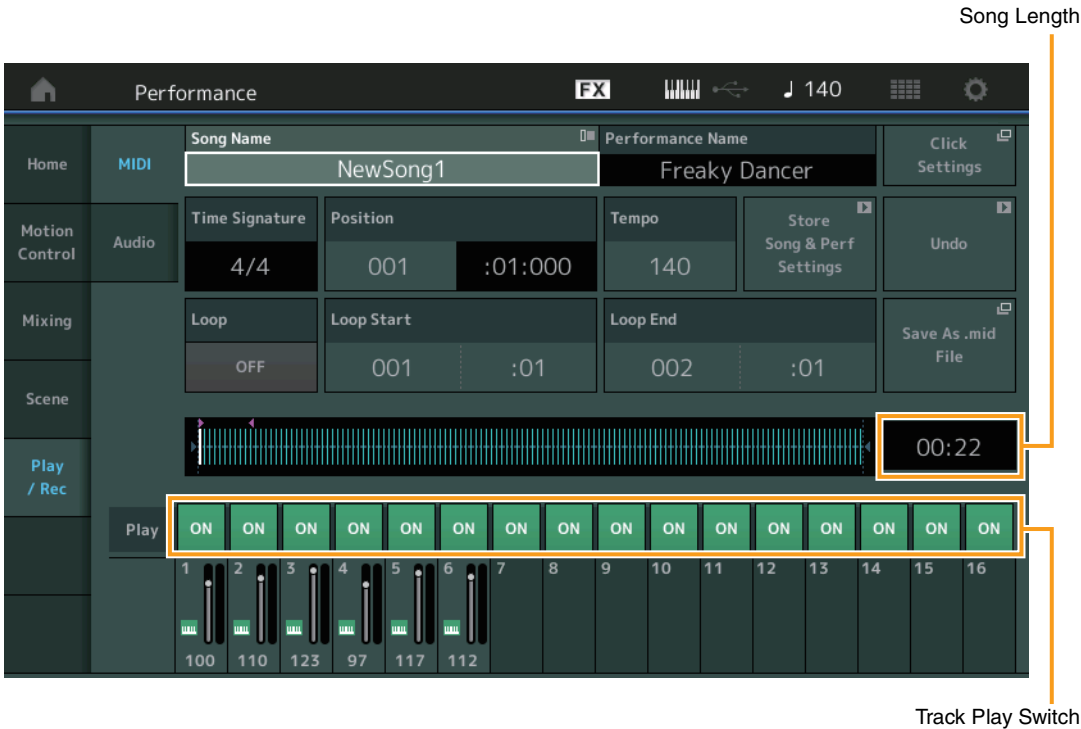 Song Length
Performance
FX
♩ 140
Home
Motion
Control
Mixing
Scene
Play
/ Rec
MIDI
Audio
Song Name
NewSong1
Performance Name
Freaky Dancer
Click
Settings
Time Signature
4/4
Position
001 :01:000
Tempo
140
Store
Song & Perf
Settings
Undo
Loop
OFF
Loop Start
001 :01
Loop End
002 :01
Save As .mid
File
00:22
Play ON ON ON ON ON ON ON ON ON ON ON ON ON ON ON ON
1 2 3 4 5 6 7 8 9 10 11 12 13 14 15 16
100 110 123 97 117 112
Track Play Switch